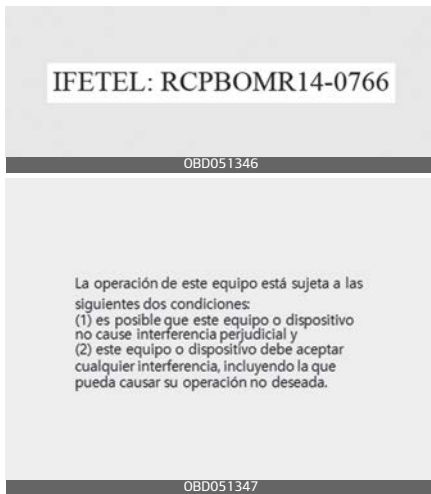 IFETEL: RCPBOMR14-0766
OBD051346
La operación de este equipo está sujeta a las
siguientes dos condiciones:
(1) es posible que este equipo o dispositivo
no cause interferencia perjudicial y
(2) este equipo o dispositivo debe aceptar
cualquier interferencia, incluyendo la que
pueda causar su operación no deseada.
OBD051347